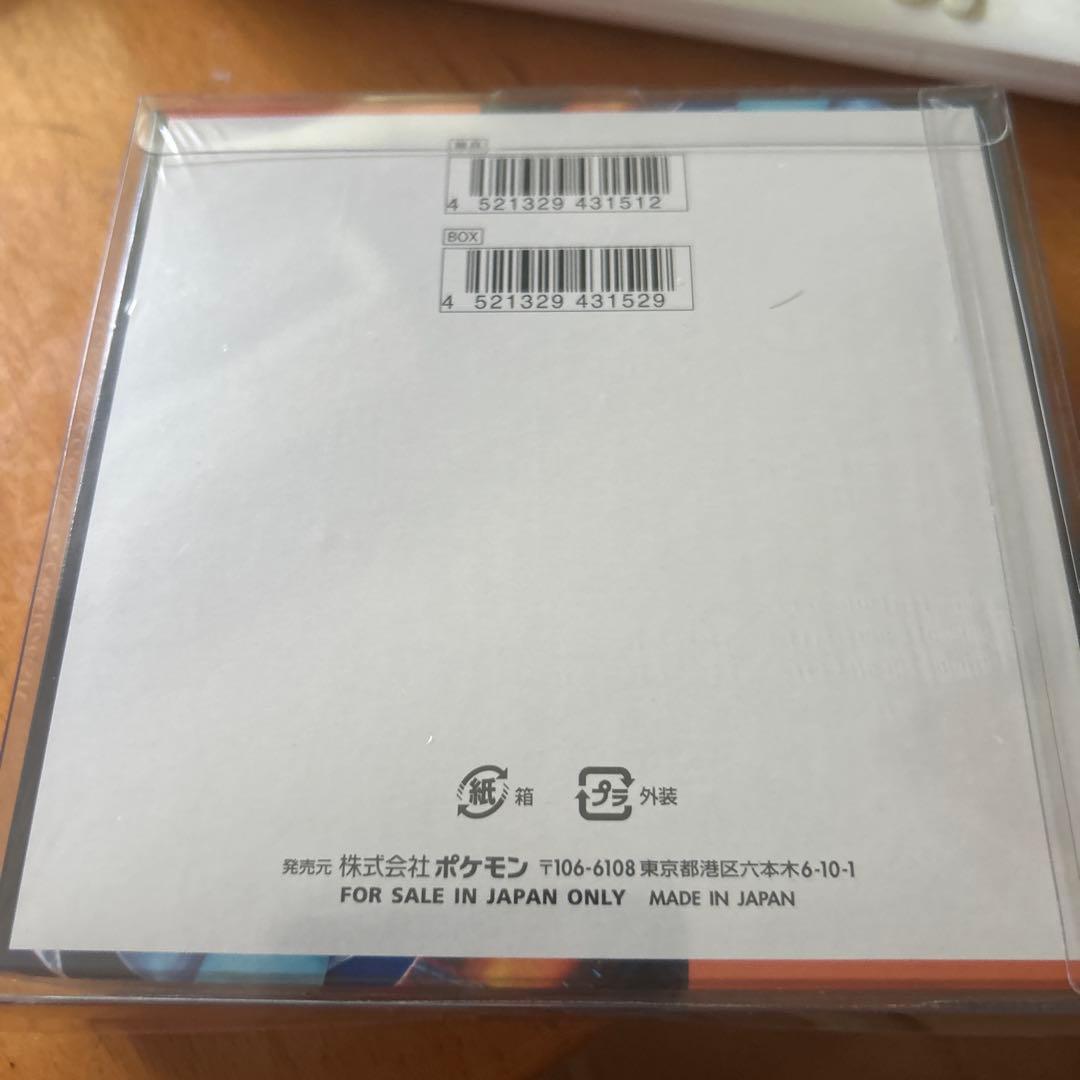 4 521329 431512
BOX
4 521329 431529
紙 箱 プラ 外装
発売元 株式会社 ポケモン 〒106-6108 東京都港区六本木6-10-1
FOR SALE IN JAPAN ONLY MADE IN JAPAN